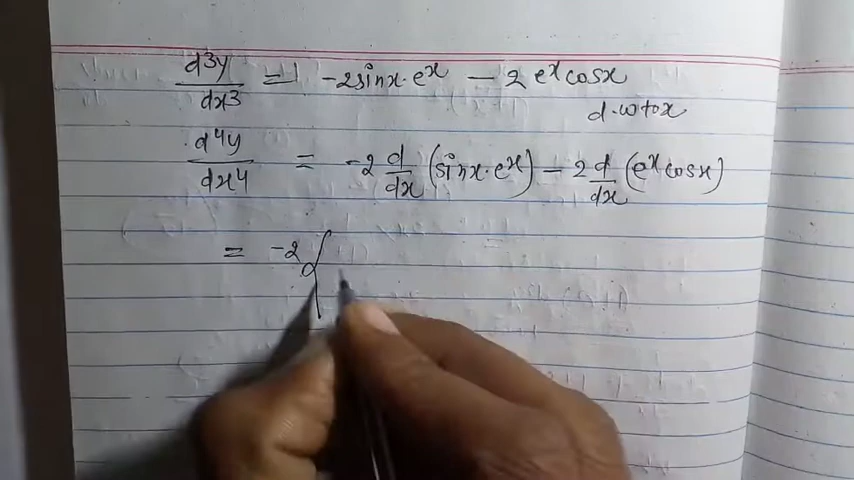 d³y/dx³ = -2sinx·eˣ - 2eˣcosx
d·w·to x
d⁴y/dx⁴ = -2 d/dx (sinx·eˣ) - 2 d/dx (eˣcosx)
= -2 {